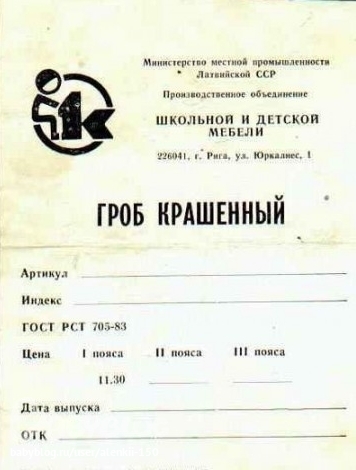 1к
Министерство местной промышленности
Латвийской ССР
Производственное объединение
ШКОЛЬНОЙ И ДЕТСКОЙ
МЕБЕЛИ
226041, г. Рига, ул. Юркалнес, 1
ГРОБ КРАШЕННЫЙ
Артикул
Индекс
ГОСТ РСТ 705-83
Цена I пояса II пояса III пояса
11.30
Дата выпуска
ОТК